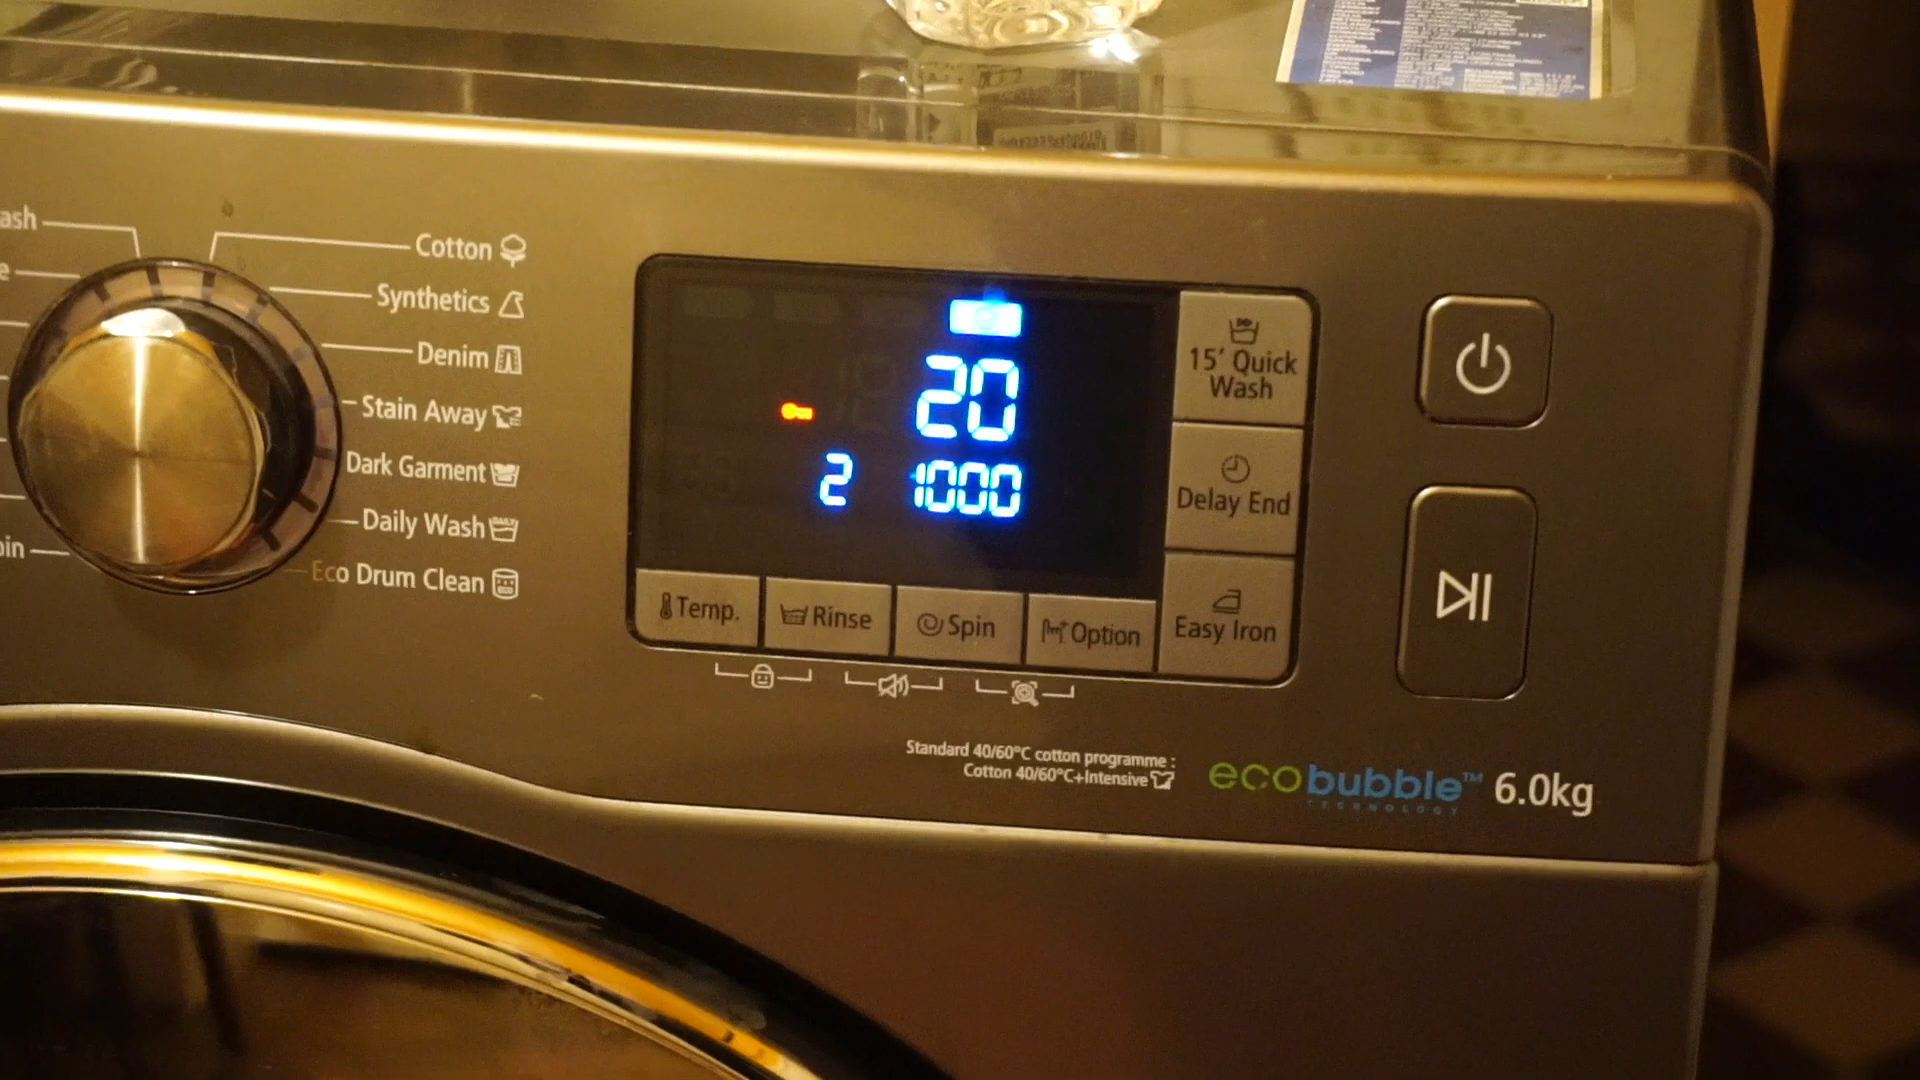 ash
Cotton
Synthetics
Denim
Stain Away
Dark Garment
Daily Wash
Eco Drum Clean
20
2 1000
15' Quick
Wash
Delay End
Easy Iron
Temp. Rinse Spin Option
Standard 40/60°C cotton programme :
Cotton 40/60°C+Intensive
ecobubble™ 6.0kg
TECHNOLOGY